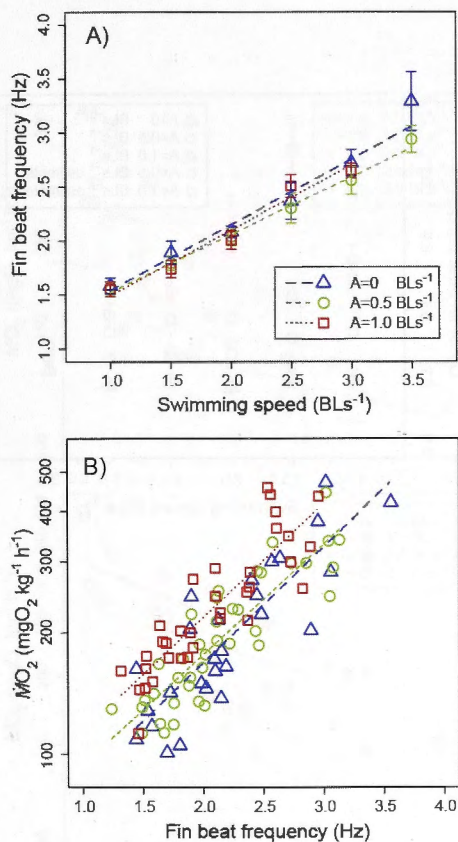 A)
Fin beat frequency (Hz)
4.0
3.5
3.0
2.5
2.0
1.5
1.0
A=0 BLs⁻¹
A=0.5 BLs⁻¹
A=1.0 BLs⁻¹
1.0 1.5 2.0 2.5 3.0 3.5
Swimming speed (BLs⁻¹)
B)
ṀO₂ (mgO₂ kg⁻¹ h⁻¹)
500
400
300
200
100
1.0 1.5 2.0 2.5 3.0 3.5 4.0
Fin beat frequency (Hz)